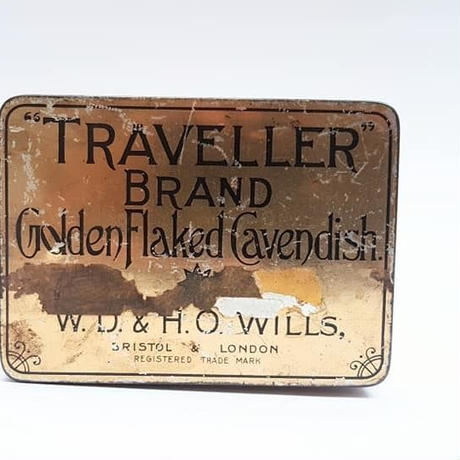 "TRAVELLER"
BRAND
Golden Flaked Cavendish.
W. D. & H. O. WILLS,
BRISTOL & LONDON
REGISTERED TRADE MARK